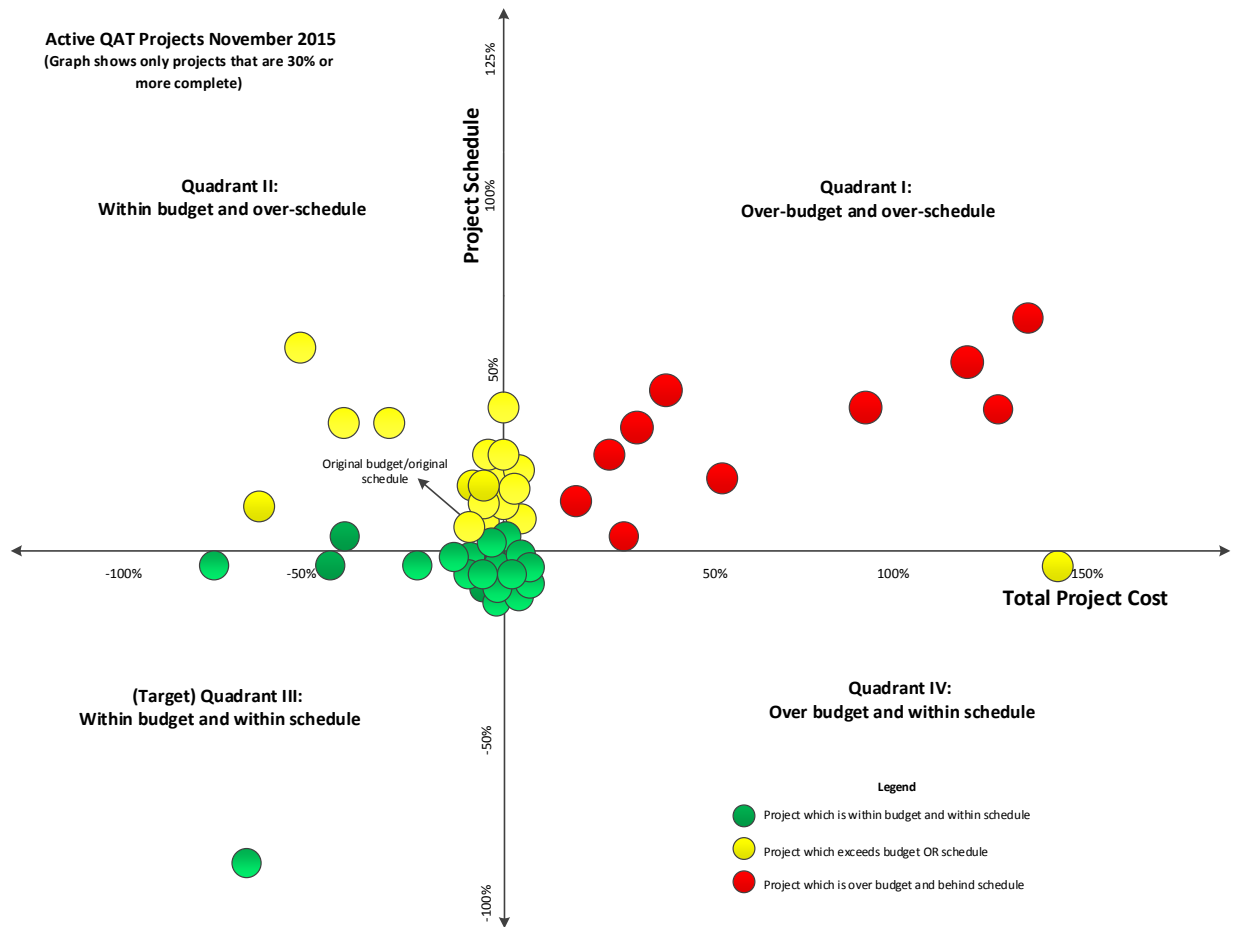 Active QAT Projects November 2015
(Graph shows only projects that are 30% or
more complete)
125%
Project Schedule
100%
Quadrant II:
Within budget and over-schedule
Quadrant I:
Over-budget and over-schedule
50%
Original budget/original
schedule
-100%
-50%
50%
100%
150%
Total Project Cost
(Target) Quadrant III:
Within budget and within schedule
Quadrant IV:
Over budget and within schedule
-50%
Legend
Project which is within budget and within schedule
Project which exceeds budget OR schedule
Project which is over budget and behind schedule
-100%